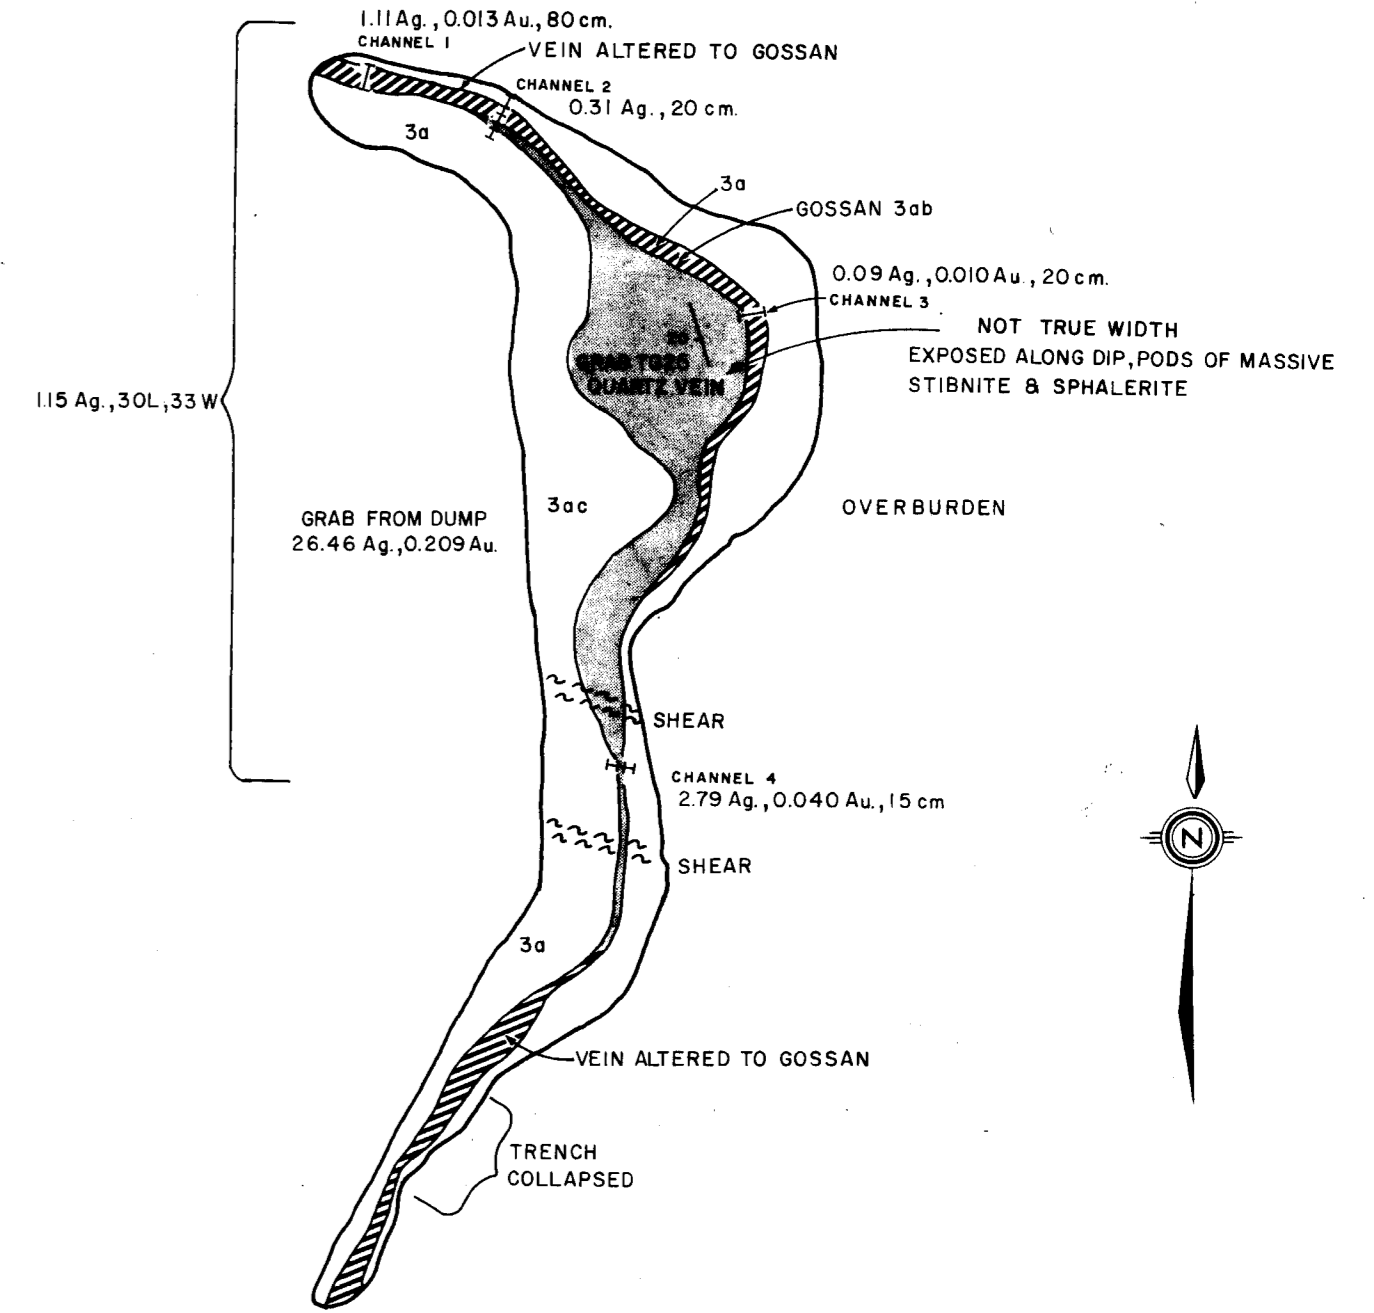 1.11 Ag., 0.013 Au., 80 cm.
CHANNEL 1
VEIN ALTERED TO GOSSAN
CHANNEL 2
0.31 Ag., 20 cm.
3a
3a
GOSSAN 3ab
0.09 Ag., 0.010 Au., 20 cm.
CHANNEL 3
NOT TRUE WIDTH
EXPOSED ALONG DIP, PODS OF MASSIVE
STIBNITE & SPHALERITE
GRAB TG26
QUARTZ VEIN
1.15 Ag., 30L, 33 W
3ac
OVERBURDEN
GRAB FROM DUMP
26.46 Ag., 0.209 Au.
SHEAR
CHANNEL 4
2.79 Ag., 0.040 Au., 15 cm
N
SHEAR
3a
VEIN ALTERED TO GOSSAN
TRENCH
COLLAPSED